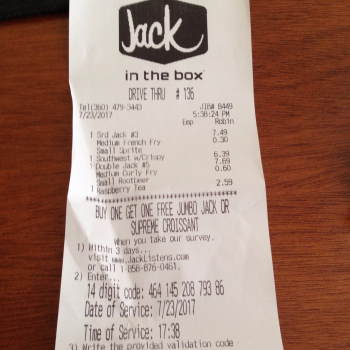 Jack
in the box
DRIVE THRU # 136
Tel(360) 479-3443 JIB# 8449
7/23/2017 5:38:24 PM
Emp Robin
1 Srd Jack #3 7.49
Medium French Fry 0.30
Small Sprite
1 Southwest w/Crispy 6.39
1 Double Jack #5 7.69
Medium Curly Fry 0.60
Small Rootbeer
1 Raspberry Tea 2.59
BUY ONE GET ONE FREE JUMBO JACK OR
SUPREME CROISSANT
When you take our survey.
1) Within 3 days...
visit www.JackListens.com
or call 1-858-876-0461.
2) Enter...
14 digit code: 464 145 208 793 86
Date of Service: 7/23/2017
Time of Service: 17:38
3) Write the provided validation code